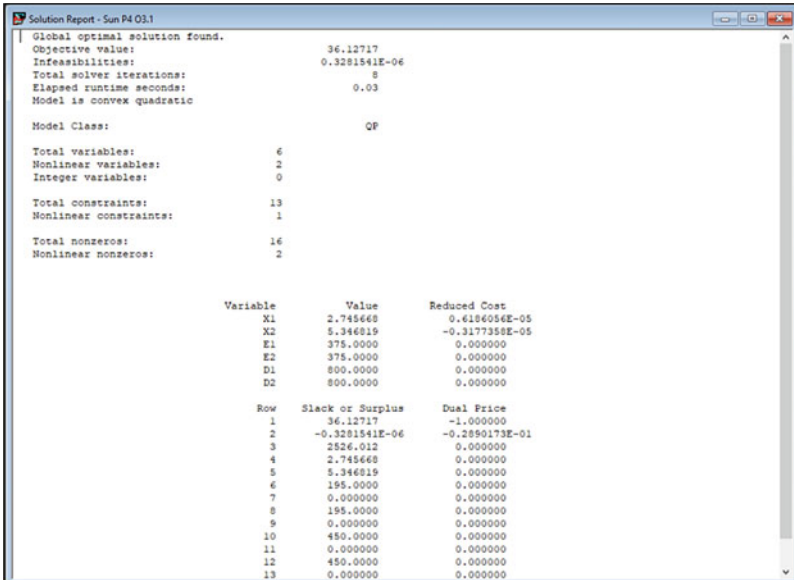 Solution Report - Sun P4 O3.1
Global optimal solution found.
Objective value: 36.12717
Infeasibilities: 0.3281541E-06
Total solver iterations: 8
Elapsed runtime seconds: 0.03
Model is convex quadratic
Model Class: QP
Total variables: 6
Nonlinear variables: 2
Integer variables: 0
Total constraints: 13
Nonlinear constraints: 1
Total nonzeros: 16
Nonlinear nonzeros: 2
Variable Value Reduced Cost
X1 2.745668 0.6186056E-05
X2 5.346819 -0.3177358E-05
E1 375.0000 0.000000
E2 375.0000 0.000000
D1 800.0000 0.000000
D2 800.0000 0.000000
Row Slack or Surplus Dual Price
1 36.12717 -1.000000
2 -0.3281541E-06 -0.2890173E-01
3 2526.012 0.000000
4 2.745668 0.000000
5 5.346819 0.000000
6 195.0000 0.000000
7 0.000000 0.000000
8 195.0000 0.000000
9 0.000000 0.000000
10 450.0000 0.000000
11 0.000000 0.000000
12 450.0000 0.000000
13 0.000000 0.000000